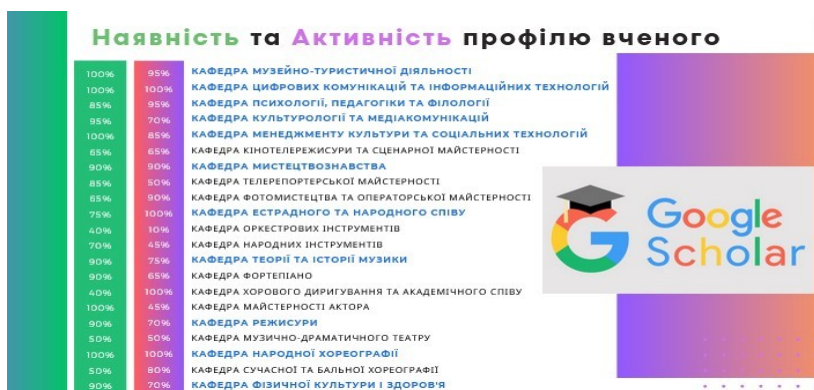 Наявність та Активність профілю вченого
100% 95% КАФЕДРА МУЗЕЙНО-ТУРИСТИЧНОЇ ДІЯЛЬНОСТІ
100% 100% КАФЕДРА ЦИФРОВИХ КОМУНІКАЦІЙ ТА ІНФОРМАЦІЙНИХ ТЕХНОЛОГІЙ
85% 95% КАФЕДРА ПСИХОЛОГІЇ, ПЕДАГОГІКИ ТА ФІЛОЛОГІЇ
95% 70% КАФЕДРА КУЛЬТУРОЛОГІЇ ТА МЕДІАКОМУНІКАЦІЙ
100% 85% КАФЕДРА МЕНЕДЖМЕНТУ КУЛЬТУРИ ТА СОЦІАЛЬНИХ ТЕХНОЛОГІЙ
65% 65% КАФЕДРА КІНОТЕЛЕРЕЖИСУРИ ТА СЦЕНАРНОЇ МАЙСТЕРНОСТІ
90% 90% КАФЕДРА МИСТЕЦТВОЗНАВСТВА
85% 50% КАФЕДРА ТЕЛЕРЕПОРТЕРСЬКОЇ МАЙСТЕРНОСТІ
65% 90% КАФЕДРА ФОТОМИСТЕЦТВА ТА ОПЕРАТОРСЬКОЇ МАЙСТЕРНОСТІ
75% 100% КАФЕДРА ЕСТРАДНОГО ТА НАРОДНОГО СПІВУ
40% 10% КАФЕДРА ОРКЕСТРОВИХ ІНСТРУМЕНТІВ
70% 45% КАФЕДРА НАРОДНИХ ІНСТРУМЕНТІВ
90% 75% КАФЕДРА ТЕОРІЇ ТА ІСТОРІЇ МУЗИКИ
90% 65% КАФЕДРА ФОРТЕПІАНО
40% 100% КАФЕДРА ХОРОВОГО ДИРИГУВАННЯ ТА АКАДЕМІЧНОГО СПІВУ
100% 45% КАФЕДРА МАЙСТЕРНОСТІ АКТОРА
90% 70% КАФЕДРА РЕЖИСУРИ
50% 50% КАФЕДРА МУЗИЧНО-ДРАМАТИЧНОГО ТЕАТРУ
100% 100% КАФЕДРА НАРОДНОЇ ХОРЕОГРАФІЇ
50% 80% КАФЕДРА СУЧАСНОЇ ТА БАЛЬНОЇ ХОРЕОГРАФІЇ
90% 70% КАФЕДРА ФІЗИЧНОЇ КУЛЬТУРИ І ЗДОРОВ'Я
Google
Scholar